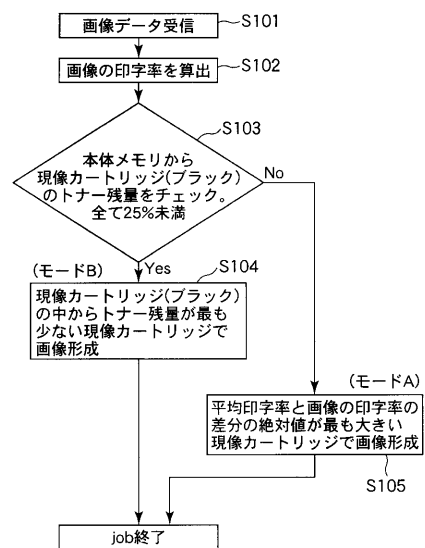 画像データ受信
S101
画像の印字率を算出
S102
S103
本体メモリから
現像カートリッジ(ブラック)
のトナー残量をチェック。
全て25%未満
No
Yes
(モードB)
S104
現像カートリッジ(ブラック)
の中からトナー残量が最も
少ない現像カートリッジで
画像形成
(モードA)
平均印字率と画像の印字率の
差分の絶対値が最も大きい
現像カートリッジで画像形成
S105
job終了